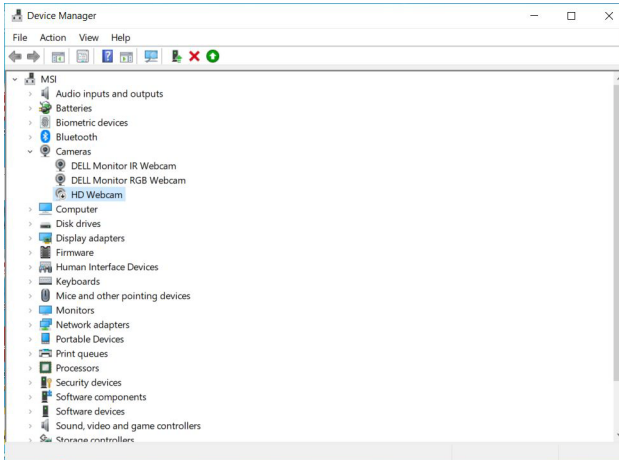 Device Manager
File Action View Help
MSI
Audio inputs and outputs
Batteries
Biometric devices
Bluetooth
Cameras
DELL Monitor IR Webcam
DELL Monitor RGB Webcam
HD Webcam
Computer
Disk drives
Display adapters
Firmware
Human Interface Devices
Keyboards
Mice and other pointing devices
Monitors
Network adapters
Portable Devices
Print queues
Processors
Security devices
Software components
Software devices
Sound, video and game controllers
Storage controllers